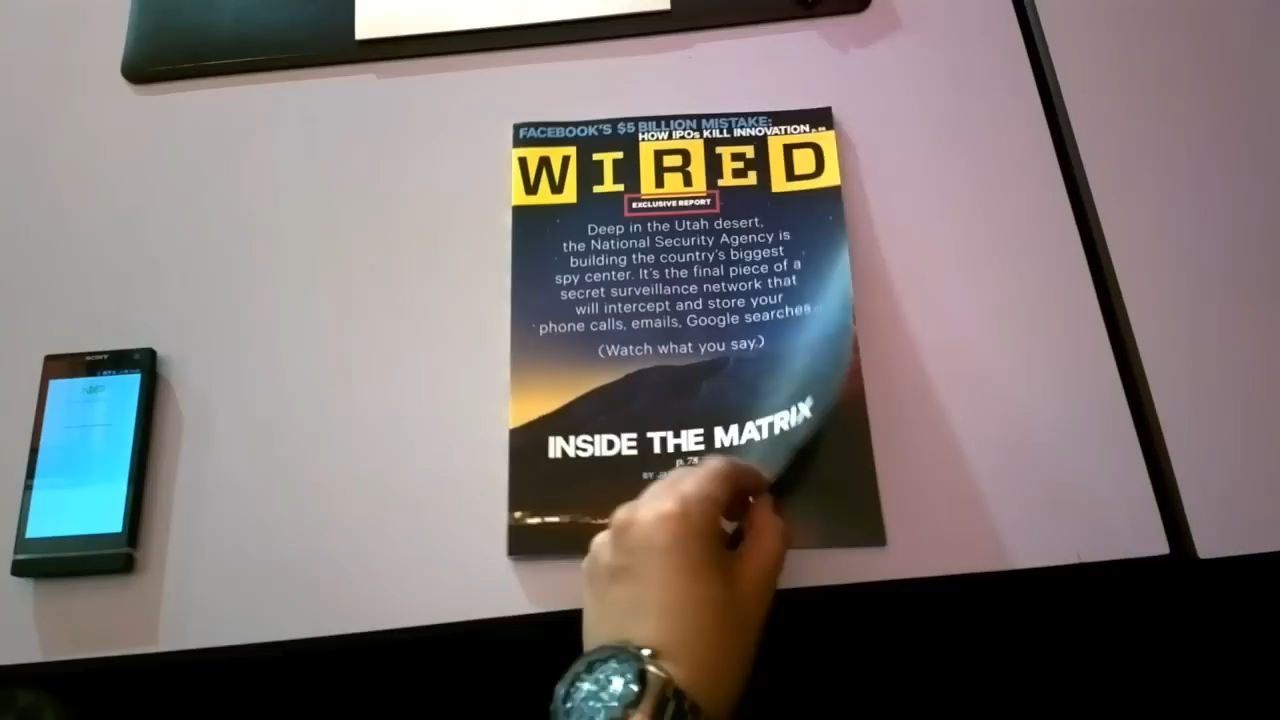 FACEBOOK'S $5 BILLION MISTAKE:
HOW IPOs KILL INNOVATION
WIRED
EXCLUSIVE REPORT
Deep in the Utah desert,
the National Security Agency is
building the country's biggest
spy center. It's the final piece of a
secret surveillance network that
will intercept and store your
phone calls, emails, Google searches
(Watch what you say.)
INSIDE THE MATRIX
p. 78
BY
SONY